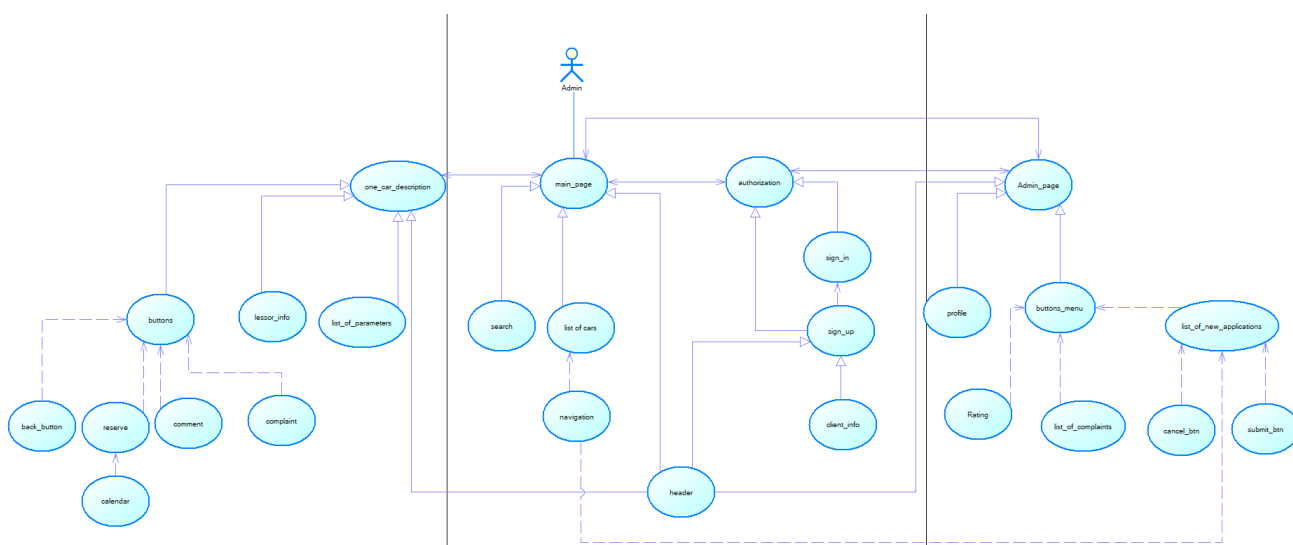 Admin
one_car_description
main_page
authorization
Admin_page
sign_in
buttons
lessor_info
list_of_parameters
search
list of cars
sign_up
profile
buttons_menu
list_of_new_applications
back_button
reserve
comment
complaint
navigation
client_info
Rating
list_of_complaints
cancel_btn
submit_btn
calendar
header